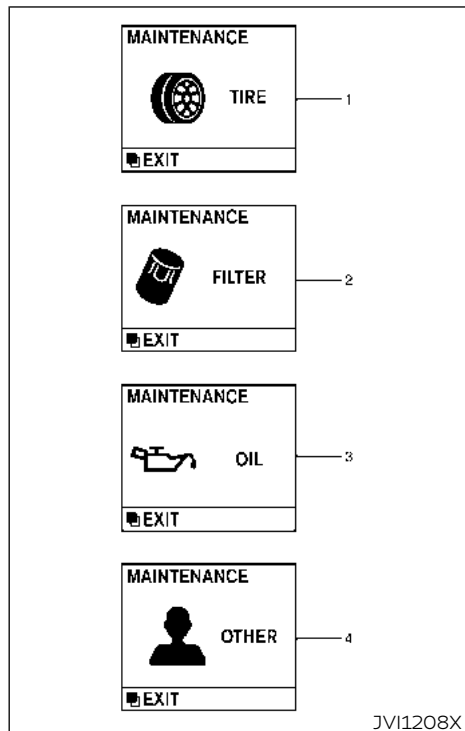 MAINTENANCE
TIRE
1
EXIT
MAINTENANCE
FILTER
2
EXIT
MAINTENANCE
OIL
3
EXIT
MAINTENANCE
OTHER
4
EXIT
JVI1208X